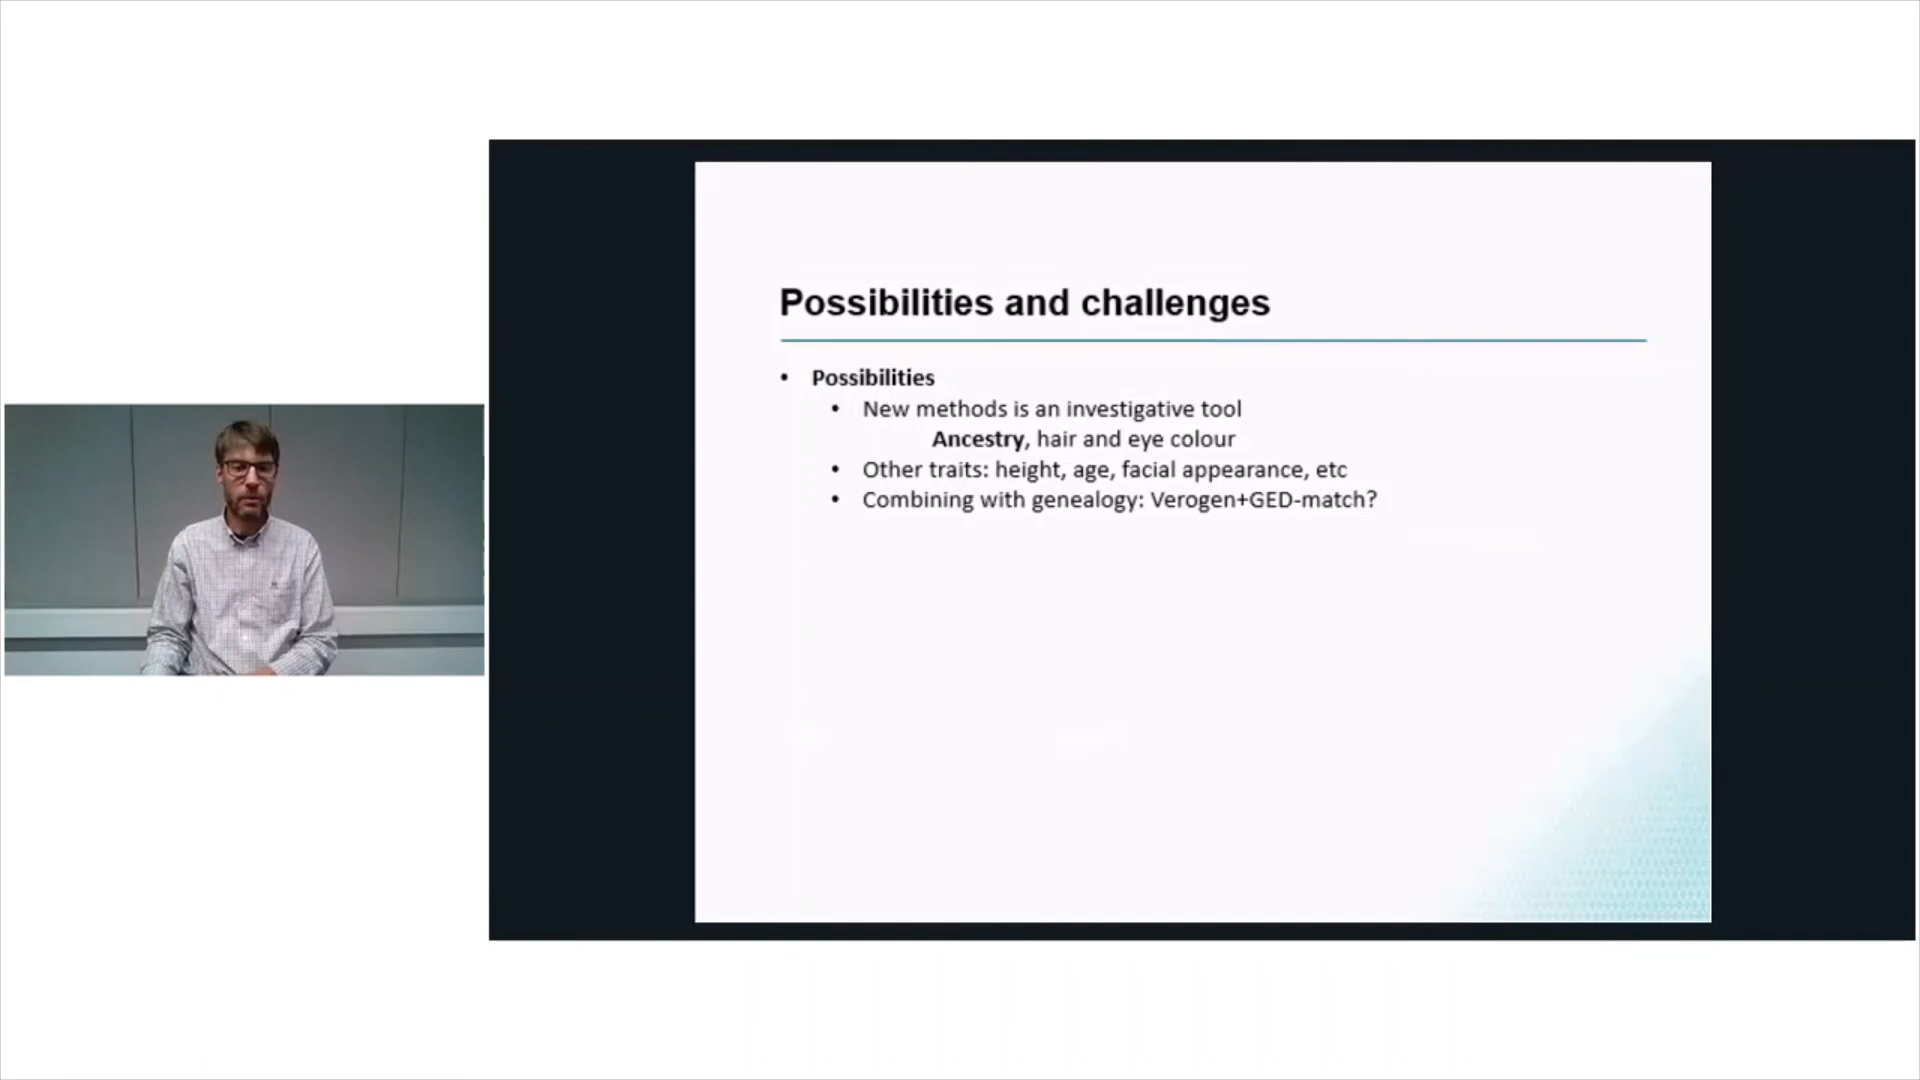 Possibilities and challenges
• Possibilities
• New methods is an investigative tool
Ancestry, hair and eye colour
• Other traits: height, age, facial appearance, etc
• Combining with genealogy: Verogen+GED-match?